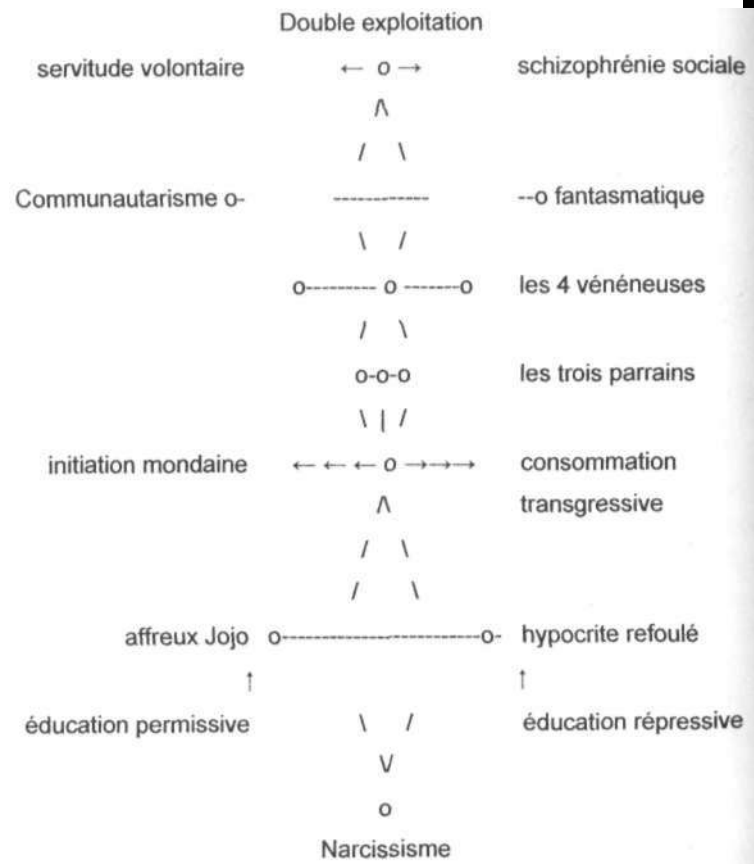 Double exploitation
servitude volontaire ← o → schizophrénie sociale
/\
/ \
Communautarisme o- ----------- --o fantasmatique
\ /
o--------- o -------o les 4 vénéneuses
/ \
o-o-o les trois parrains
\ | /
initiation mondaine ← ← ← o →→→ consommation
/\ transgressive
/ \
/ \
affreux Jojo o-----------------------o- hypocrite refoulé
↑ ↑
éducation permissive \ / éducation répressive
\/
o
Narcissisme